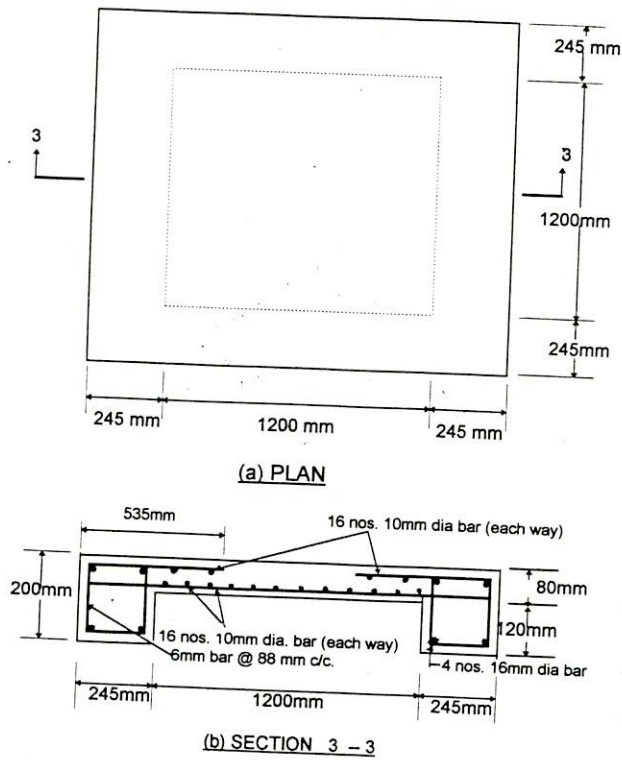 245 mm
3
3
1200mm
245mm
245 mm
1200 mm
245 mm
(a) PLAN
535mm
16 nos. 10mm dia bar (each way)
200mm
80mm
120mm
16 nos. 10mm dia. bar (each way)
6mm bar @ 88 mm c/c.
4 nos. 16mm dia bar
245mm
1200mm
245mm
(b) SECTION 3 – 3